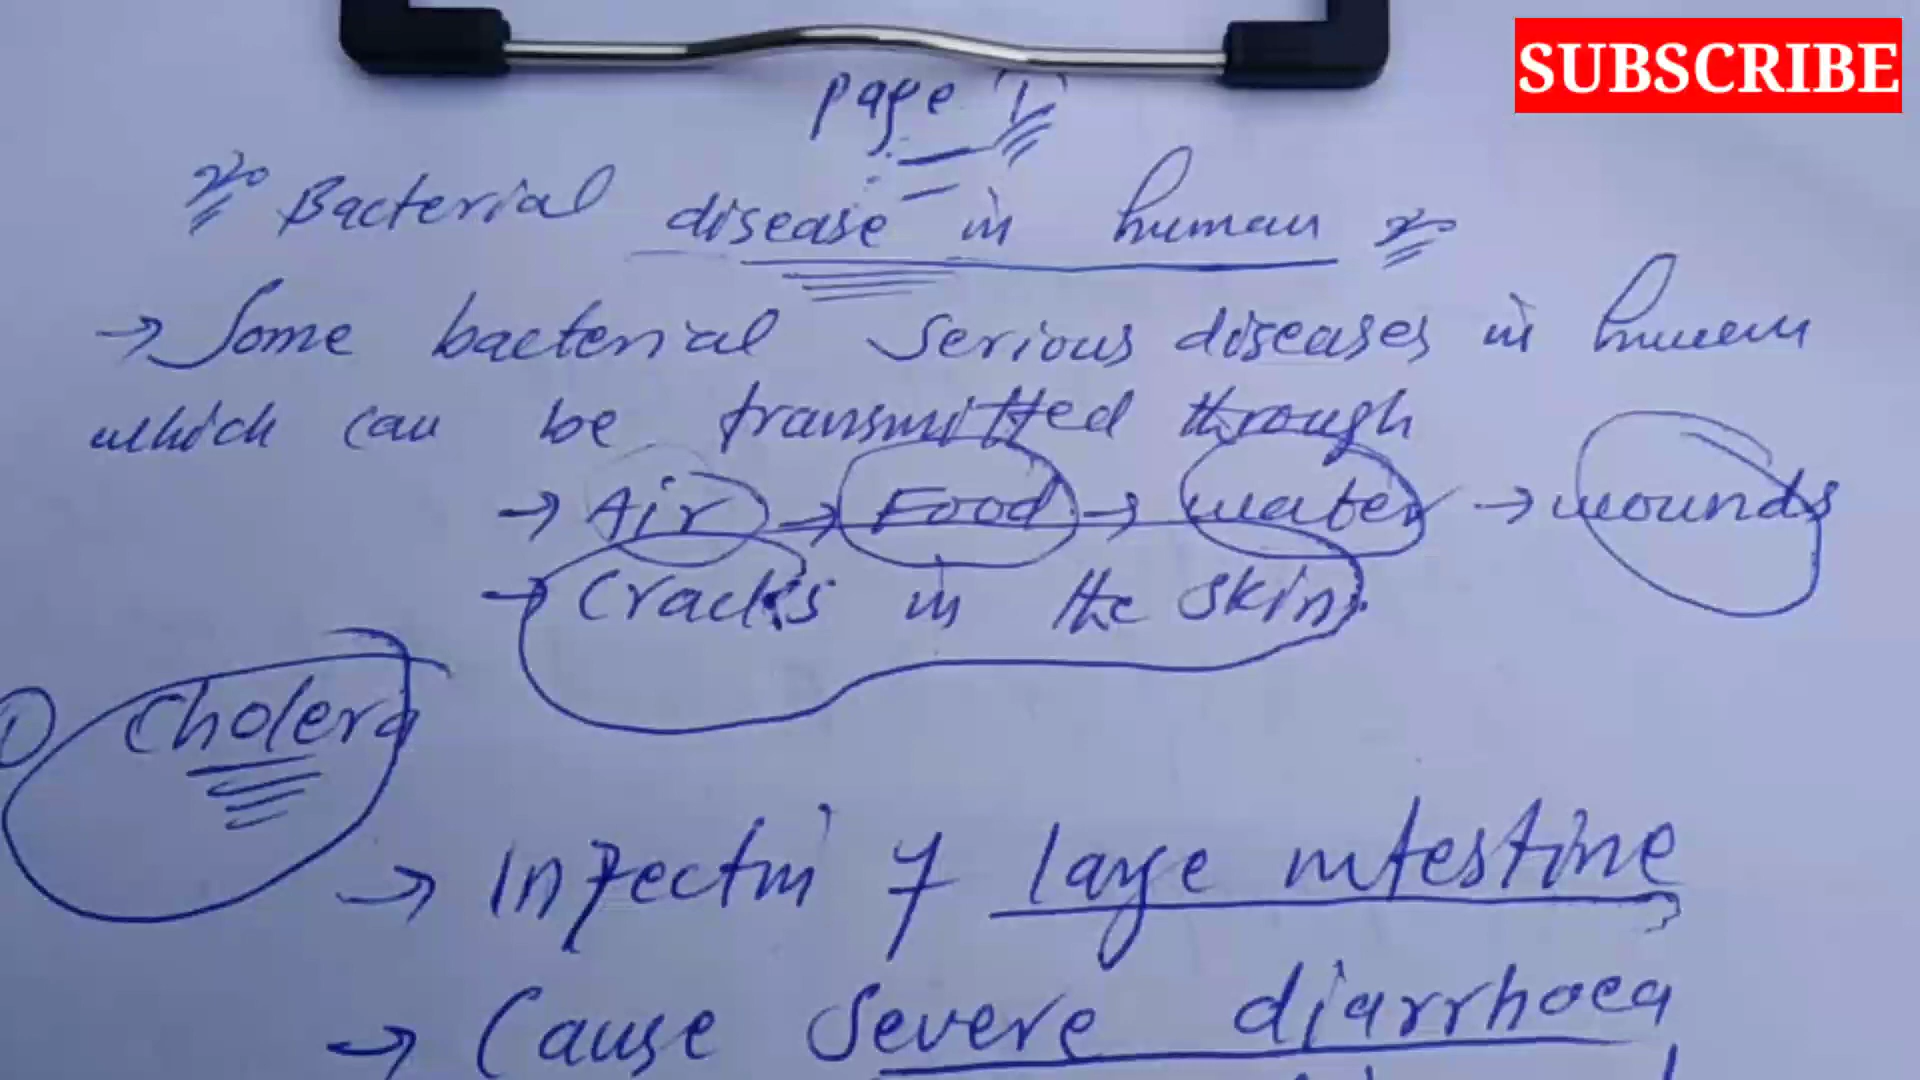 SUBSCRIBE
page 1
Bacterial disease in human
→ Some bacterial serious diseases in human
which can be transmitted through
→ Air → Food → water → wounds
→ Cracks in the skin.
① Cholera
→ Infection of large intestine
→ Cause severe diarrhoea